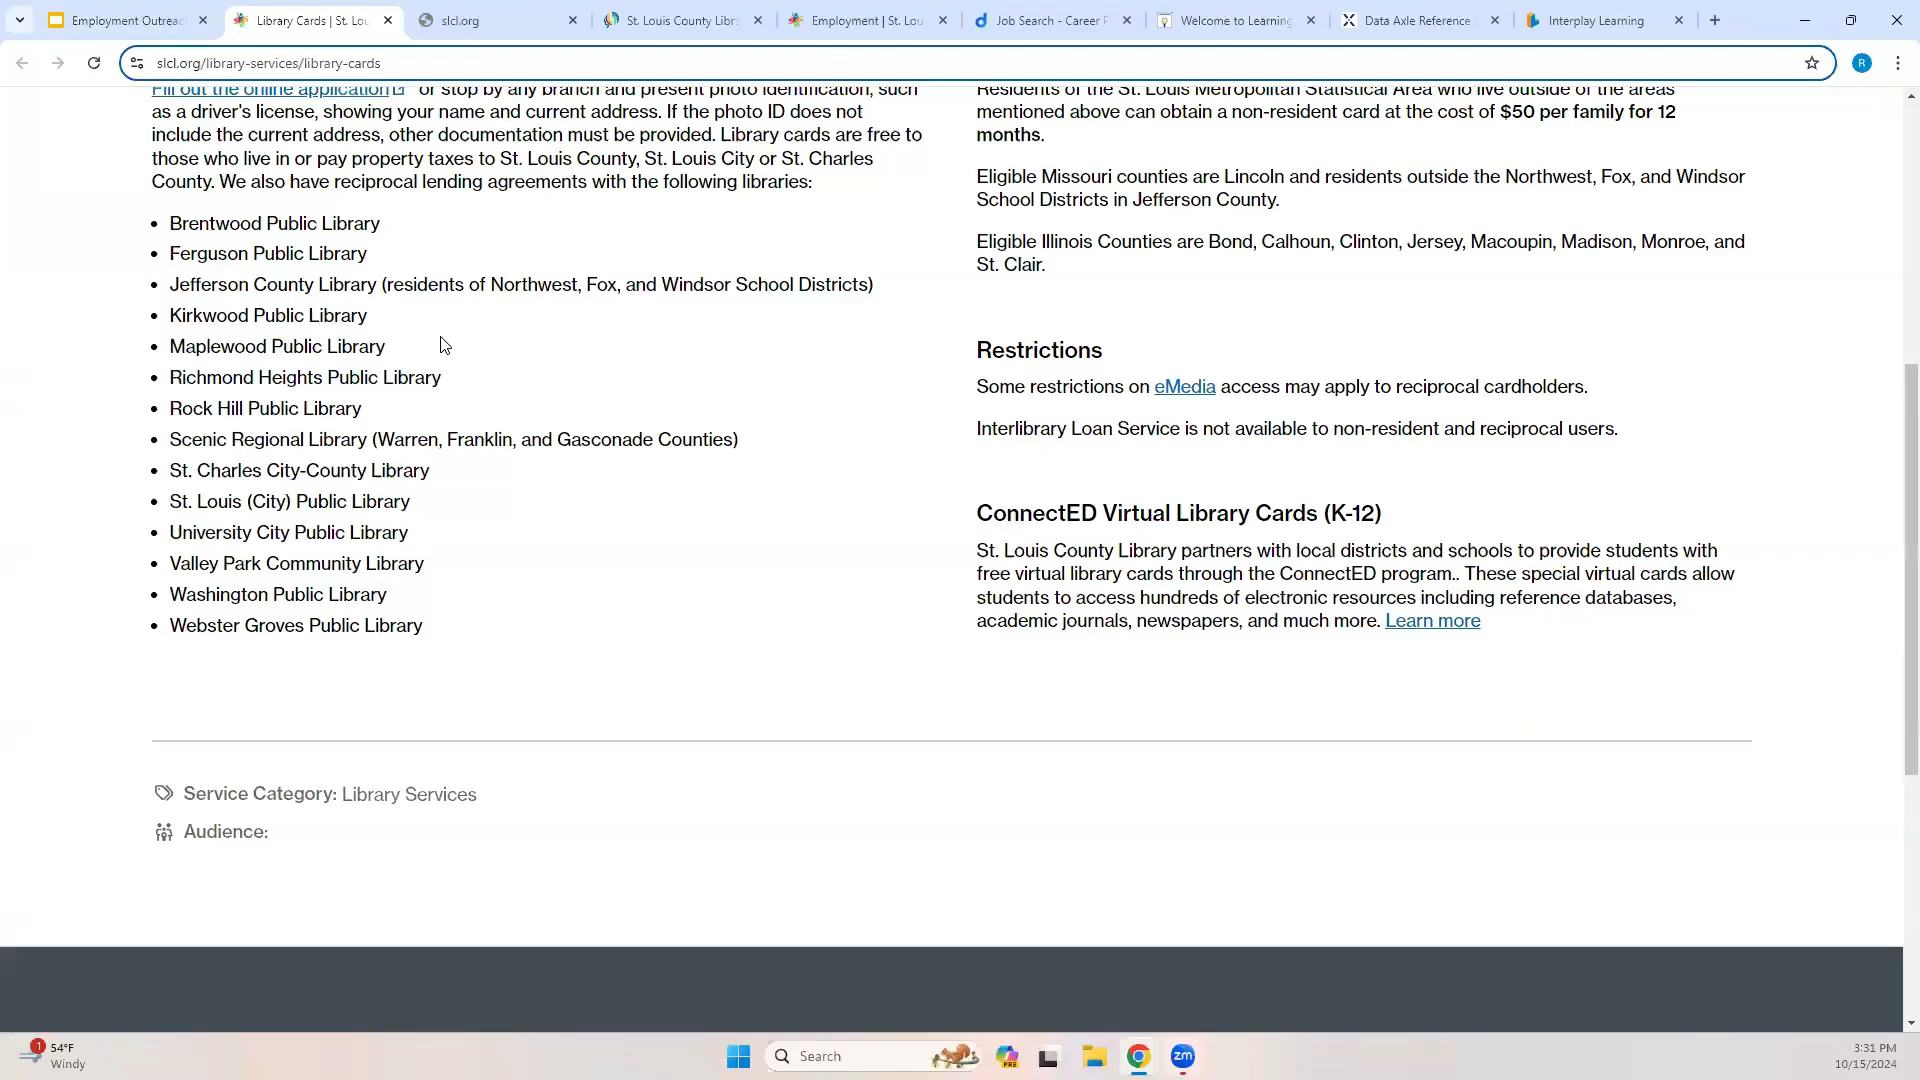 Employment Outreac
Library Cards | St. Lou
slcl.org
St. Louis County Libra
Employment | St. Lou
Job Search - Career P
Welcome to Learning
Data Axle Reference
Interplay Learning
slcl.org/library-services/library-cards
R
Fill out the online application or stop by any branch and present photo identification, such
as a driver's license, showing your name and current address. If the photo ID does not
include the current address, other documentation must be provided. Library cards are free to
those who live in or pay property taxes to St. Louis County, St. Louis City or St. Charles
County. We also have reciprocal lending agreements with the following libraries:
• Brentwood Public Library
• Ferguson Public Library
• Jefferson County Library (residents of Northwest, Fox, and Windsor School Districts)
• Kirkwood Public Library
• Maplewood Public Library
• Richmond Heights Public Library
• Rock Hill Public Library
• Scenic Regional Library (Warren, Franklin, and Gasconade Counties)
• St. Charles City-County Library
• St. Louis (City) Public Library
• University City Public Library
• Valley Park Community Library
• Washington Public Library
• Webster Groves Public Library
Residents of the St. Louis Metropolitan Statistical Area who live outside of the areas
mentioned above can obtain a non-resident card at the cost of $50 per family for 12
months.
Eligible Missouri counties are Lincoln and residents outside the Northwest, Fox, and Windsor
School Districts in Jefferson County.
Eligible Illinois Counties are Bond, Calhoun, Clinton, Jersey, Macoupin, Madison, Monroe, and
St. Clair.
Restrictions
Some restrictions on eMedia access may apply to reciprocal cardholders.
Interlibrary Loan Service is not available to non-resident and reciprocal users.
ConnectED Virtual Library Cards (K-12)
St. Louis County Library partners with local districts and schools to provide students with
free virtual library cards through the ConnectED program.. These special virtual cards allow
students to access hundreds of electronic resources including reference databases,
academic journals, newspapers, and much more. Learn more
Service Category: Library Services
Audience:
1
54°F
Windy
Search
PRE
zm
3:31 PM
10/15/2024